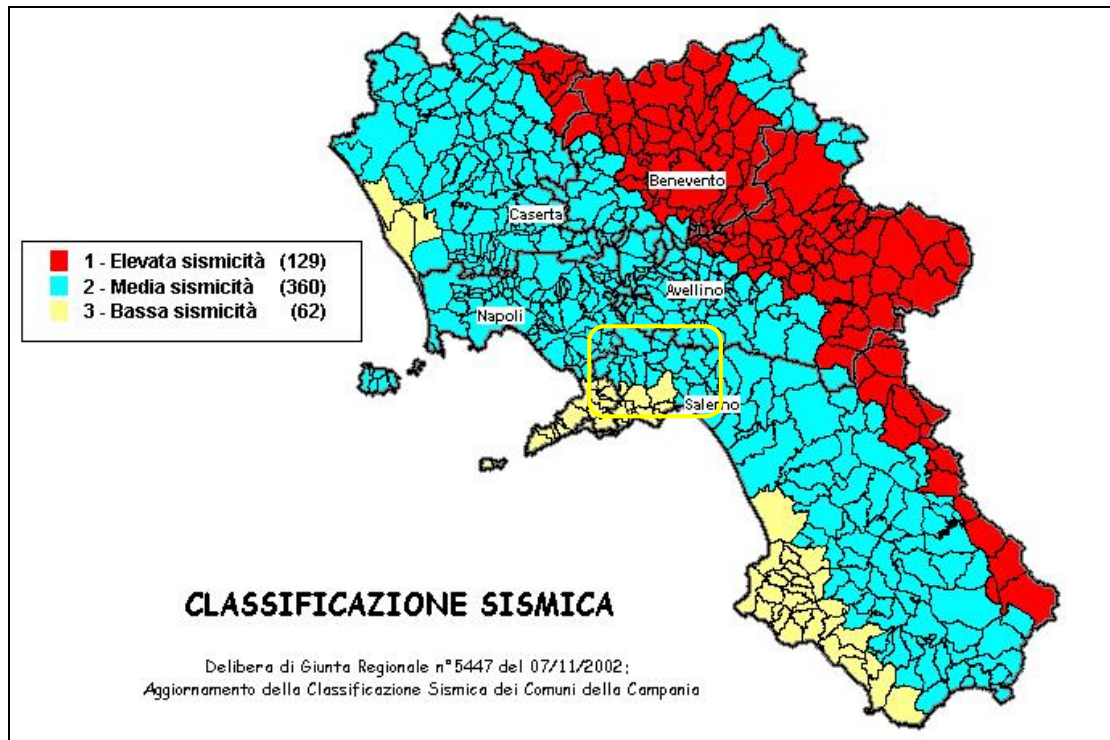 Benevento
Caserta
1 - Elevata sismicità (129)
2 - Media sismicità (360)
3 - Bassa sismicità (62)
Avellino
Napoli
Salerno
CLASSIFICAZIONE SISMICA
Delibera di Giunta Regionale n°5447 del 07/11/2002;
Aggiornamento della Classificazione Sismica dei Comuni della Campania